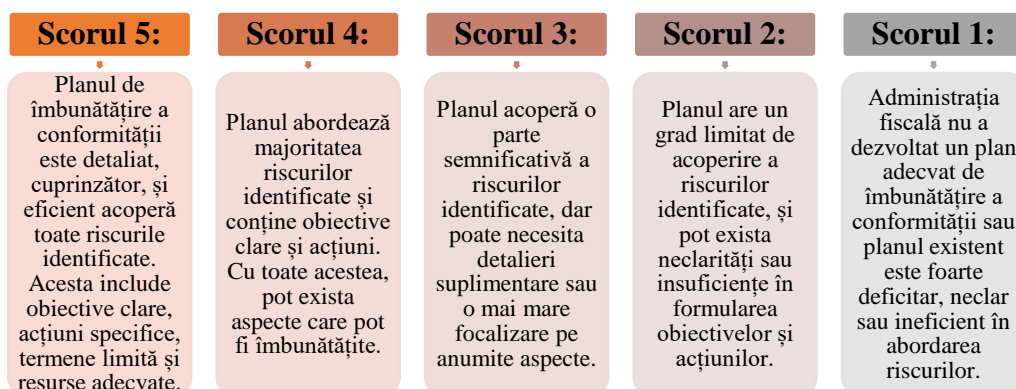 Scorul 5:
Planul de
îmbunătățire a
conformității
este detaliat,
cuprinzător, și
eficient acoperă
toate riscurile
identificate.
Acesta include
obiective clare,
acțiuni specifice,
termene limită și
resurse adecvate.
Scorul 4:
Planul abordează
majoritatea
riscurilor
identificate și
conține obiective
clare și acțiuni.
Cu toate acestea,
pot exista
aspecte care pot
fi îmbunătățite.
Scorul 3:
Planul acoperă o
parte
semnificativă a
riscurilor
identificate, dar
poate necesita
detalieri
suplimentare sau
o mai mare
focalizare pe
anumite aspecte.
Scorul 2:
Planul are un
grad limitat de
acoperire a
riscurilor
identificate, și
pot exista
neclarități sau
insuficiențe în
formularea
obiectivelor și
acțiunilor.
Scorul 1:
Administrația
fiscală nu a
dezvoltat un plan
adecvat de
îmbunătățire a
conformității sau
planul existent
este foarte
deficitar, neclar
sau ineficient în
abordarea
riscurilor.